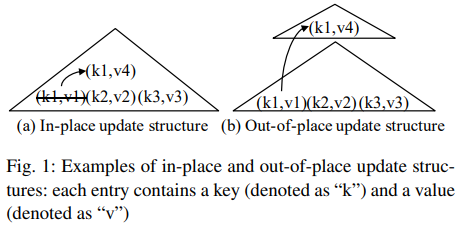 (k1,v4)
(k1,v4)
(k1,v1)(k2,v2)(k3,v3)
(k1,v1)(k2,v2)(k3,v3)
(a) In-place update structure (b) Out-of-place update structure
Fig. 1: Examples of in-place and out-of-place update struc-
tures: each entry contains a key (denoted as “k”) and a value
(denoted as “v”)